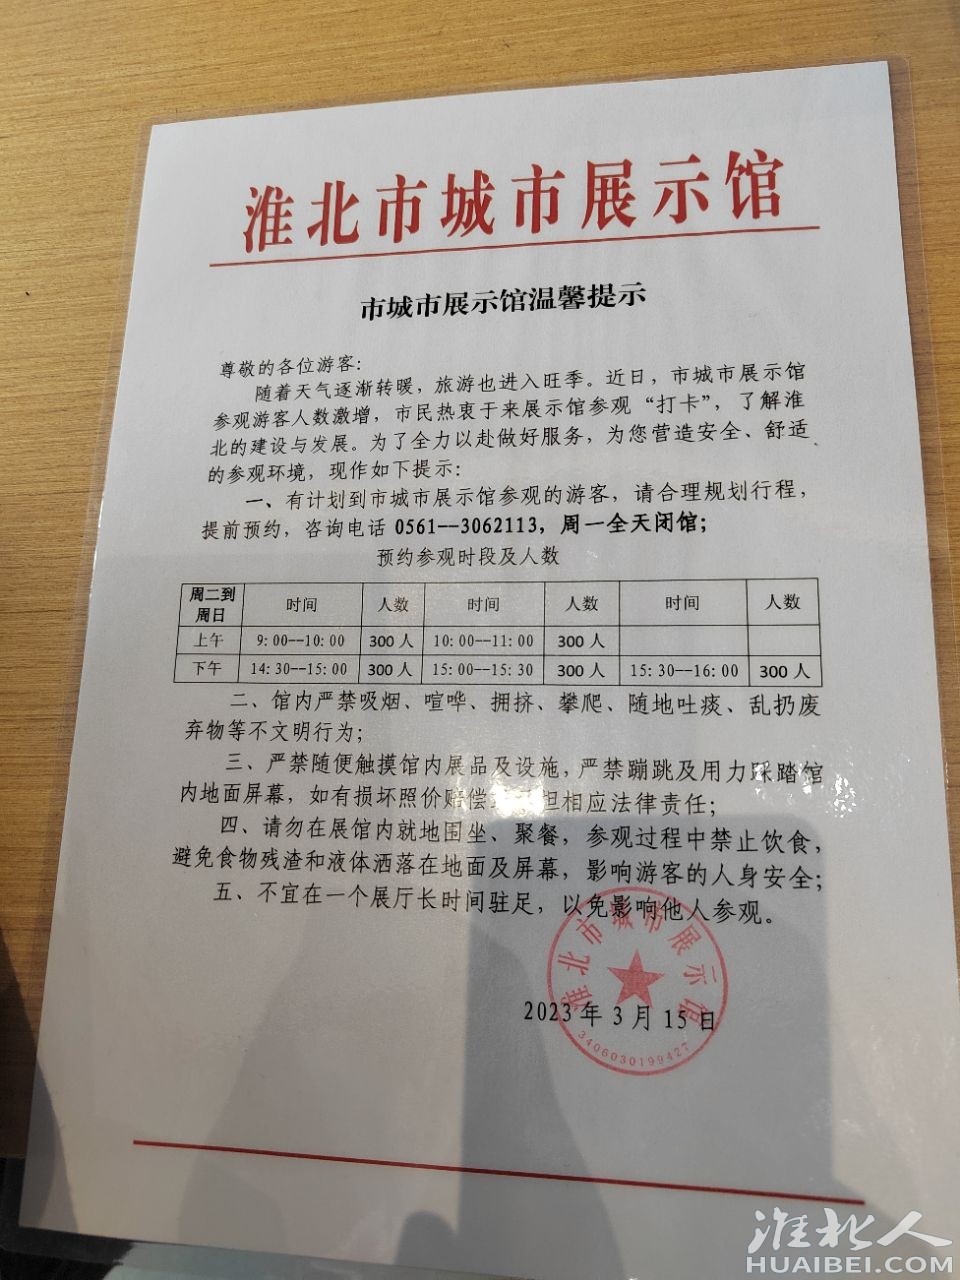 淮北市城市展示馆
市城市展示馆温馨提示
尊敬的各位游客：
随着天气逐渐转暖，旅游也进入旺季。近日，市城市展示馆
参观游客人数激增，市民热衷于来展示馆参观“打卡”，了解淮
北的建设与发展。为了全力以赴做好服务，为您营造安全、舒适
的参观环境，现作如下提示：
一、有计划到市城市展示馆参观的游客，请合理规划行程，
提前预约，咨询电话 0561--3062113，周一全天闭馆；
预约参观时段及人数
周二到周日 时间 人数 时间 人数 时间 人数
上午 9:00--10:00 300人 10:00--11:00 300人
下午 14:30--15:00 300人 15:00--15:30 300人 15:30--16:00 300人
二、馆内严禁吸烟、喧哗、拥挤、攀爬、随地吐痰、乱扔废
弃物等不文明行为；
三、严禁随便触摸馆内展品及设施，严禁蹦跳及用力踩踏馆
内地面屏幕，如有损坏照价赔偿 担相应法律责任；
四、请勿在展馆内就地围坐、聚餐，参观过程中禁止饮食，
避免食物残渣和液体洒落在地面及屏幕，影响游客的人身安全；
五、不宜在一个展厅长时间驻足，以免影响他人参观。
淮北市城市展示馆
2023年3月15日
3406030199427
淮北人
HUAIBEI.COM